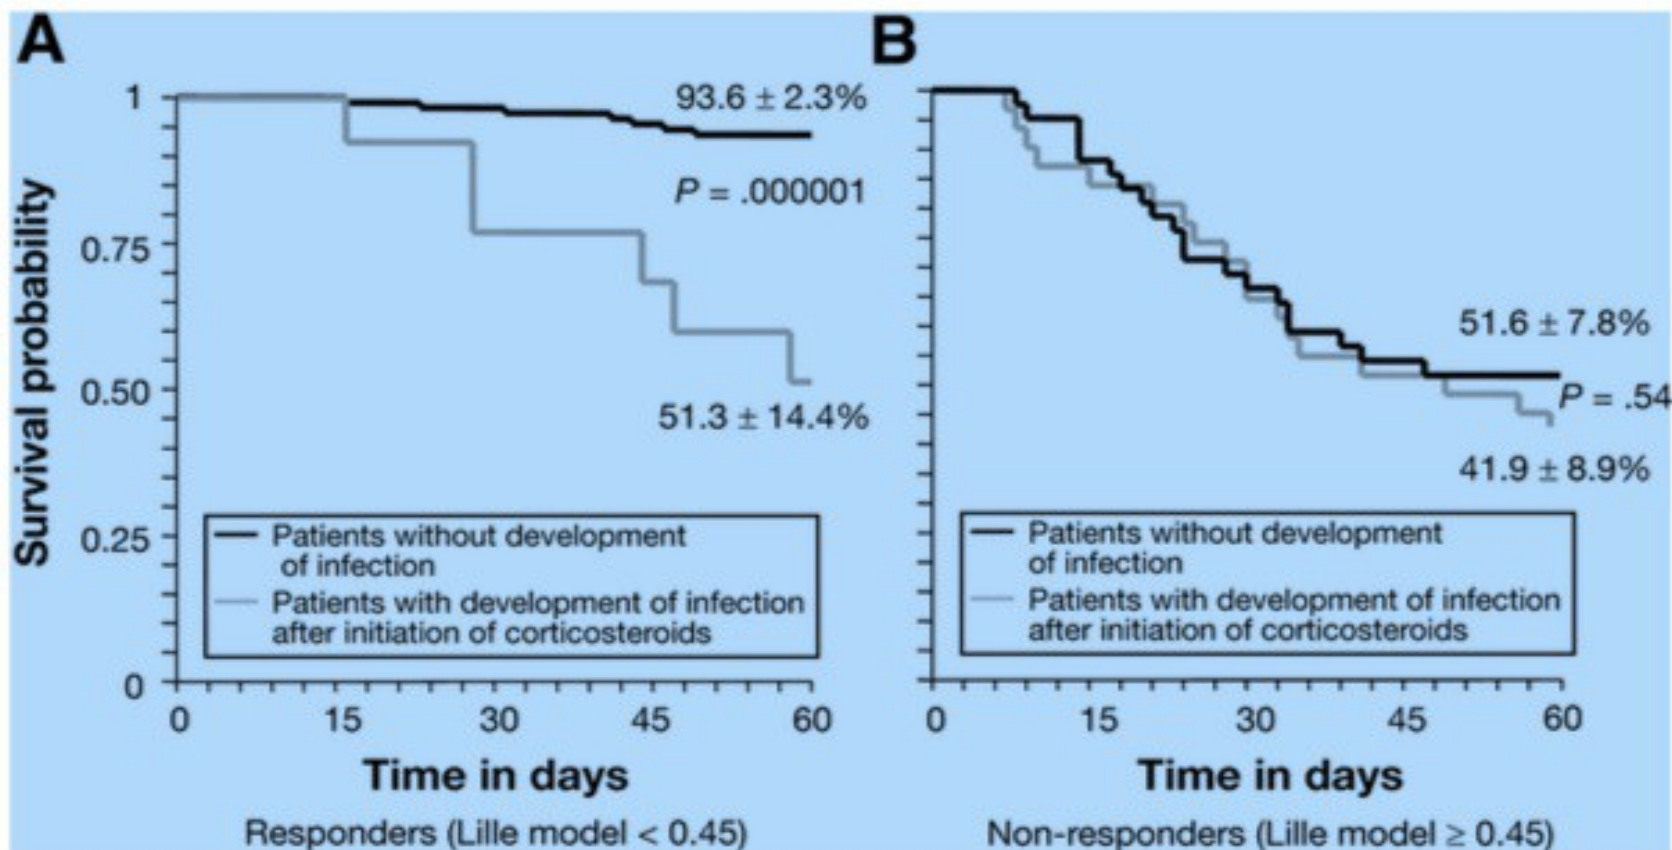 A
Survival probability
1
0.75
0.50
0.25
0
93.6 ± 2.3%
P = .000001
51.3 ± 14.4%
Patients without development
of infection
Patients with development of infection
after initiation of corticosteroids
0 15 30 45 60
Time in days
Responders (Lille model < 0.45)
B
51.6 ± 7.8%
P = .54
41.9 ± 8.9%
Patients without development
of infection
Patients with development of infection
after initiation of corticosteroids
0 15 30 45 60
Time in days
Non-responders (Lille model ≥ 0.45)